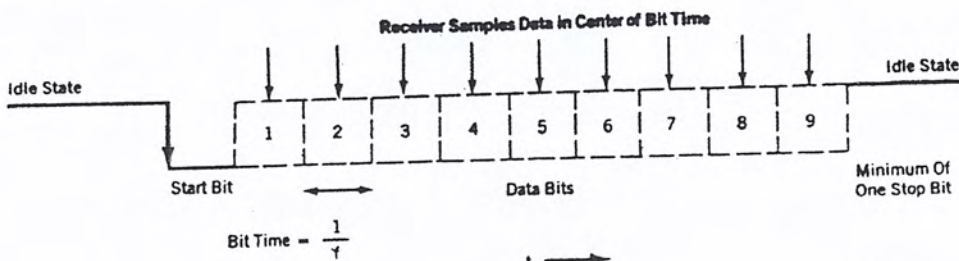 Receiver Samples Data in Center of Bit Time
Idle State
Idle State
1 2 3 4 5 6 7 8 9
Start Bit
Data Bits
Minimum Of
One Stop Bit
Bit Time = 1/f